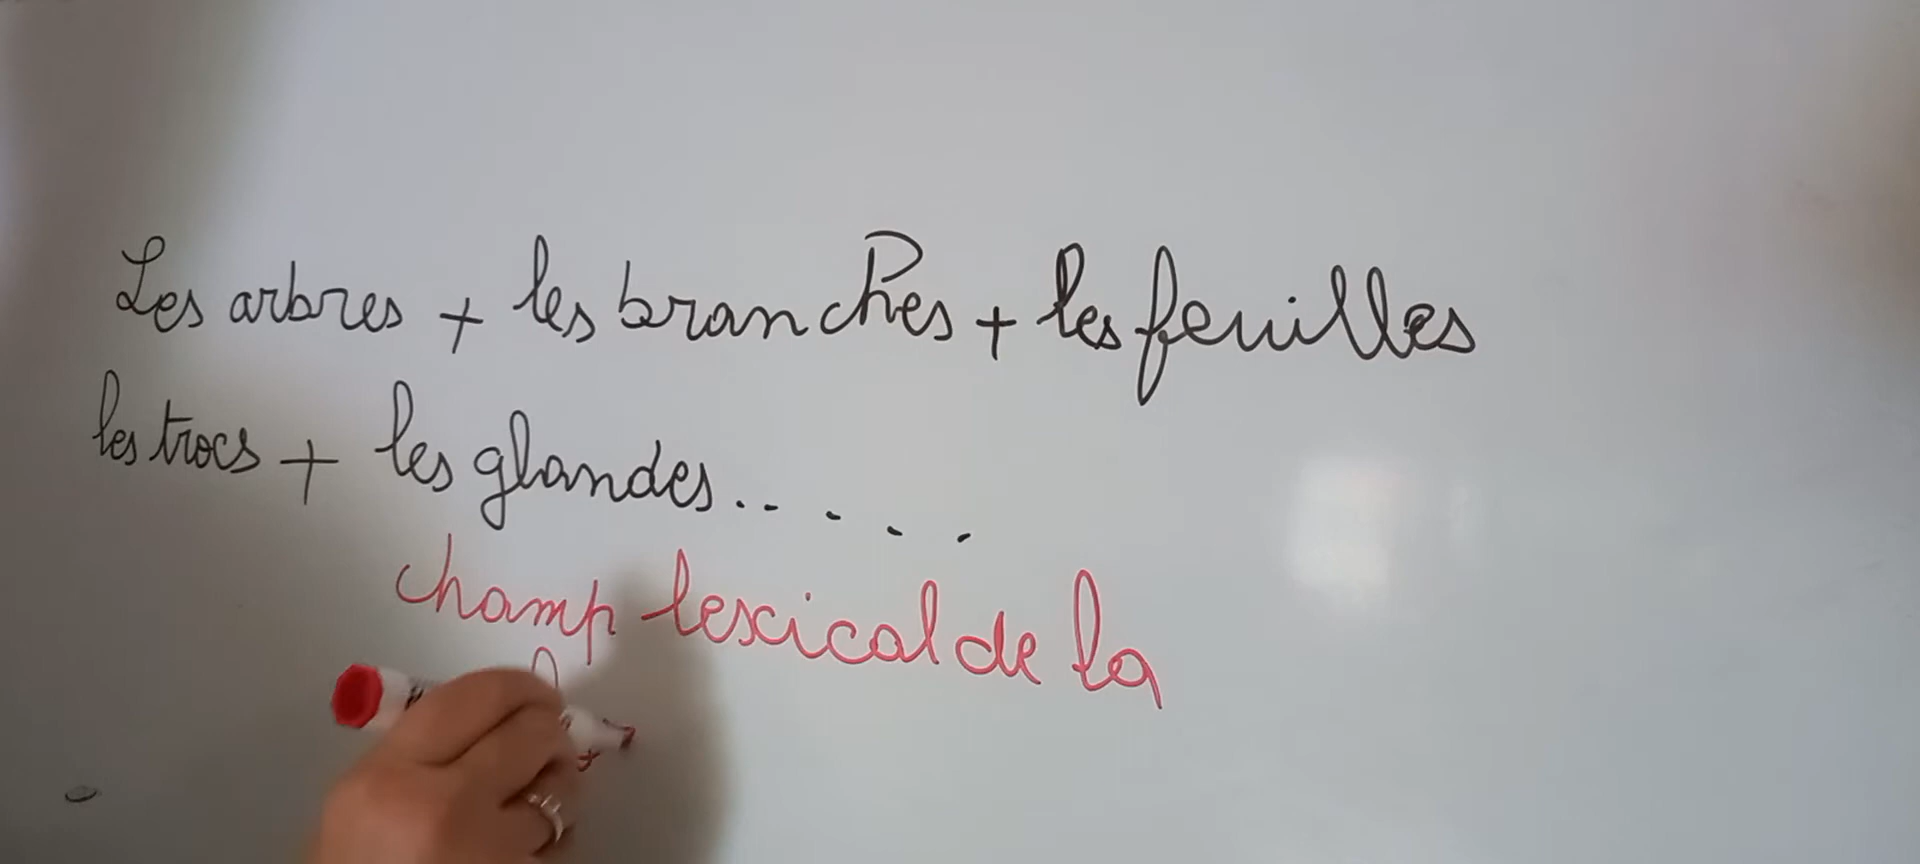 Les arbres + les branches + les feuilles
les trocs + les glandes......
champ lexical de la